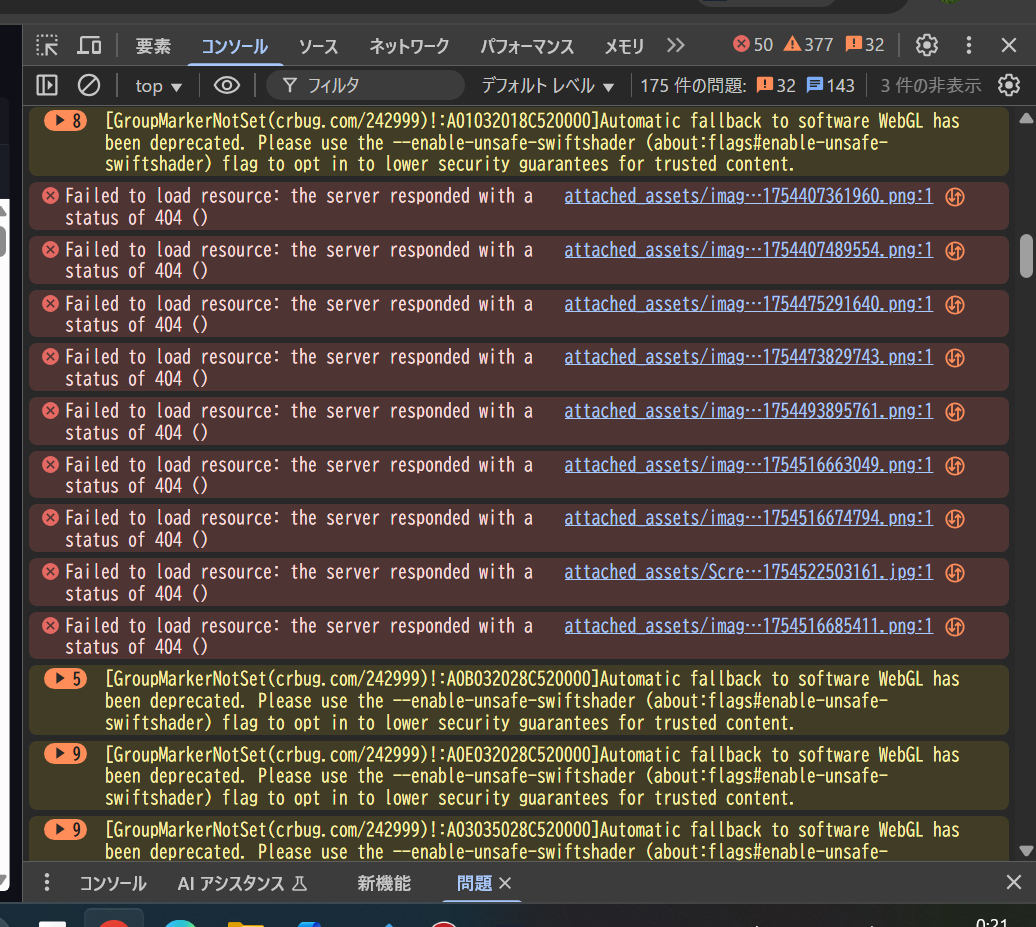 要素 コンソール ソース ネットワーク パフォーマンス メモリ 50 377 32
top フィルタ デフォルト レベル 175 件の問題: 32 143 3 件の非表示
8 [GroupMarkerNotSet(crbug.com/242999)!:A01032018C520000]Automatic fallback to software WebGL has
been deprecated. Please use the --enable-unsafe-swiftshader (about:flags#enable-unsafe-
swiftshader) flag to opt in to lower security guarantees for trusted content.
Failed to load resource: the server responded with a attached_assets/imag…1754407361960.png:1
status of 404 ()
Failed to load resource: the server responded with a attached_assets/imag…1754407489554.png:1
status of 404 ()
Failed to load resource: the server responded with a attached_assets/imag…1754475291640.png:1
status of 404 ()
Failed to load resource: the server responded with a attached_assets/imag…1754473829743.png:1
status of 404 ()
Failed to load resource: the server responded with a attached_assets/imag…1754493895761.png:1
status of 404 ()
Failed to load resource: the server responded with a attached_assets/imag…1754516663049.png:1
status of 404 ()
Failed to load resource: the server responded with a attached_assets/imag…1754516674794.png:1
status of 404 ()
Failed to load resource: the server responded with a attached_assets/Scre…1754522503161.jpg:1
status of 404 ()
Failed to load resource: the server responded with a attached_assets/imag…1754516685411.png:1
status of 404 ()
5 [GroupMarkerNotSet(crbug.com/242999)!:A0B032028C520000]Automatic fallback to software WebGL has
been deprecated. Please use the --enable-unsafe-swiftshader (about:flags#enable-unsafe-
swiftshader) flag to opt in to lower security guarantees for trusted content.
9 [GroupMarkerNotSet(crbug.com/242999)!:A0E032028C520000]Automatic fallback to software WebGL has
been deprecated. Please use the --enable-unsafe-swiftshader (about:flags#enable-unsafe-
swiftshader) flag to opt in to lower security guarantees for trusted content.
9 [GroupMarkerNotSet(crbug.com/242999)!:A03035028C520000]Automatic fallback to software WebGL has
been deprecated. Please use the --enable-unsafe-swiftshader (about:flags#enable-unsafe-
コンソール AI アシスタンス 新機能 問題
0:21